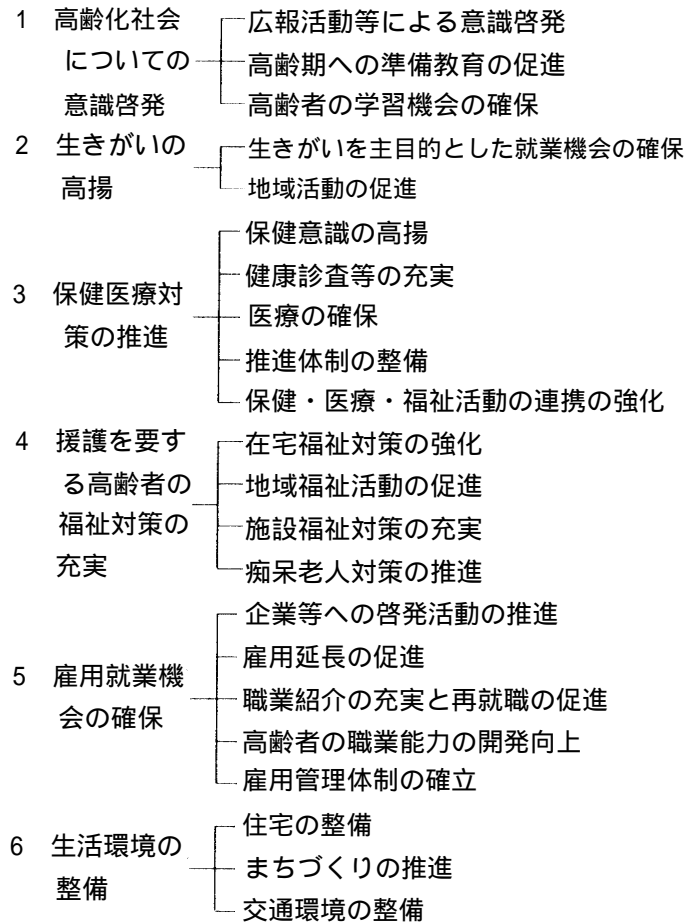 1 高齢化社会についての意識啓発
広報活動等による意識啓発
高齢期への準備教育の促進
高齢者の学習機会の確保
2 生きがいの高揚
生きがいを主目的とした就業機会の確保
地域活動の促進
3 保健医療対策の推進
保健意識の高揚
健康診査等の充実
医療の確保
推進体制の整備
保健・医療・福祉活動の連携の強化
4 援護を要する高齢者の福祉対策の充実
在宅福祉対策の強化
地域福祉活動の促進
施設福祉対策の充実
痴呆老人対策の推進
5 雇用就業機会の確保
企業等への啓発活動の推進
雇用延長の促進
職業紹介の充実と再就職の促進
高齢者の職業能力の開発向上
雇用管理体制の確立
6 生活環境の整備
住宅の整備
まちづくりの推進
交通環境の整備